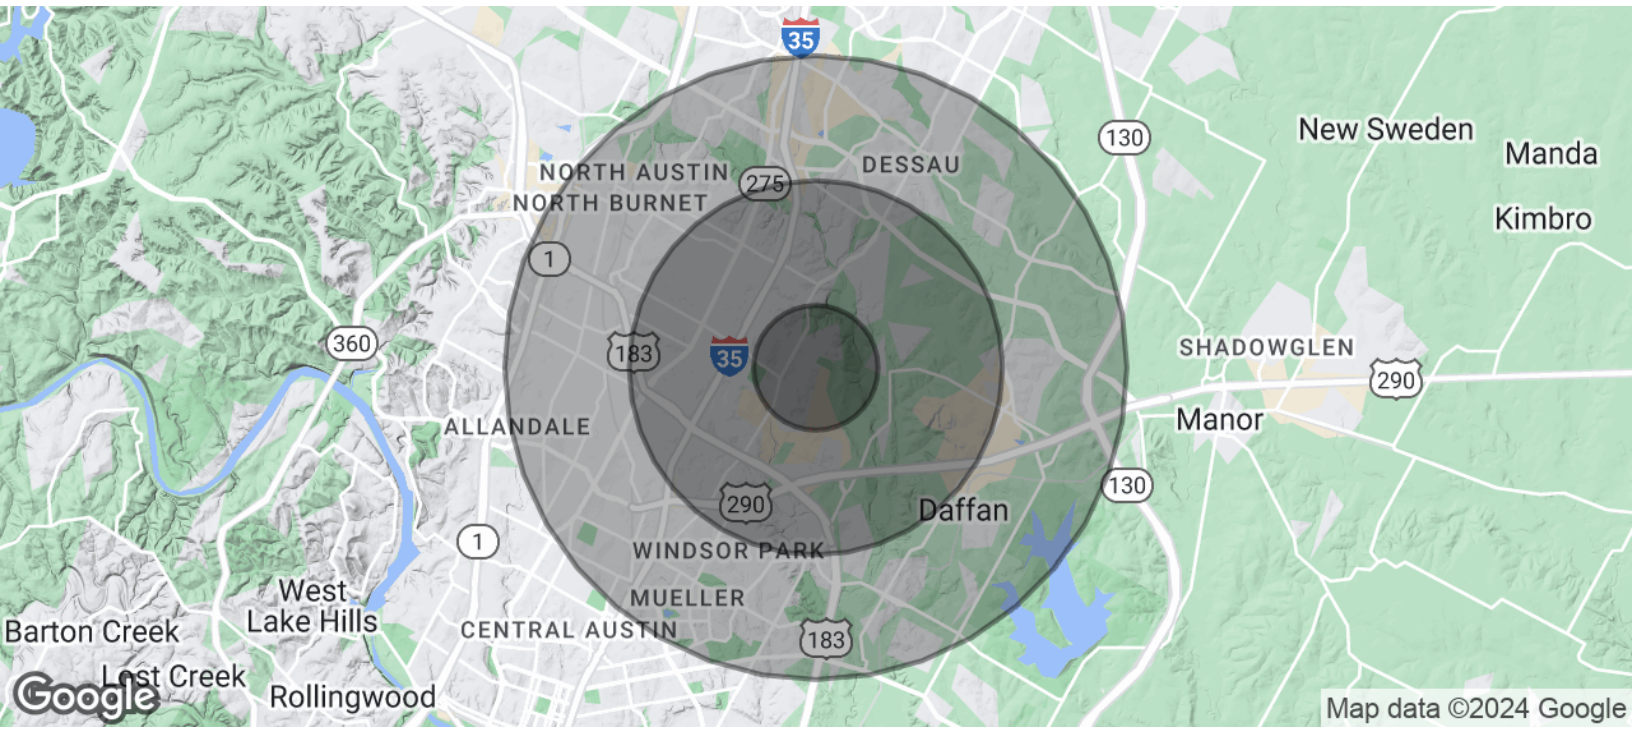 35
130
New Sweden
Manda
NORTH AUSTIN
DESSAU
275
NORTH BURNET
Kimbro
1
360
183
35
SHADOWGLEN
290
ALLANDALE
Manor
130
290
Daffan
1
WINDSOR PARK
West
Lake Hills
MUELLER
Barton Creek
CENTRAL AUSTIN
183
Lost Creek
Google
Rollingwood
Map data ©2024 Google